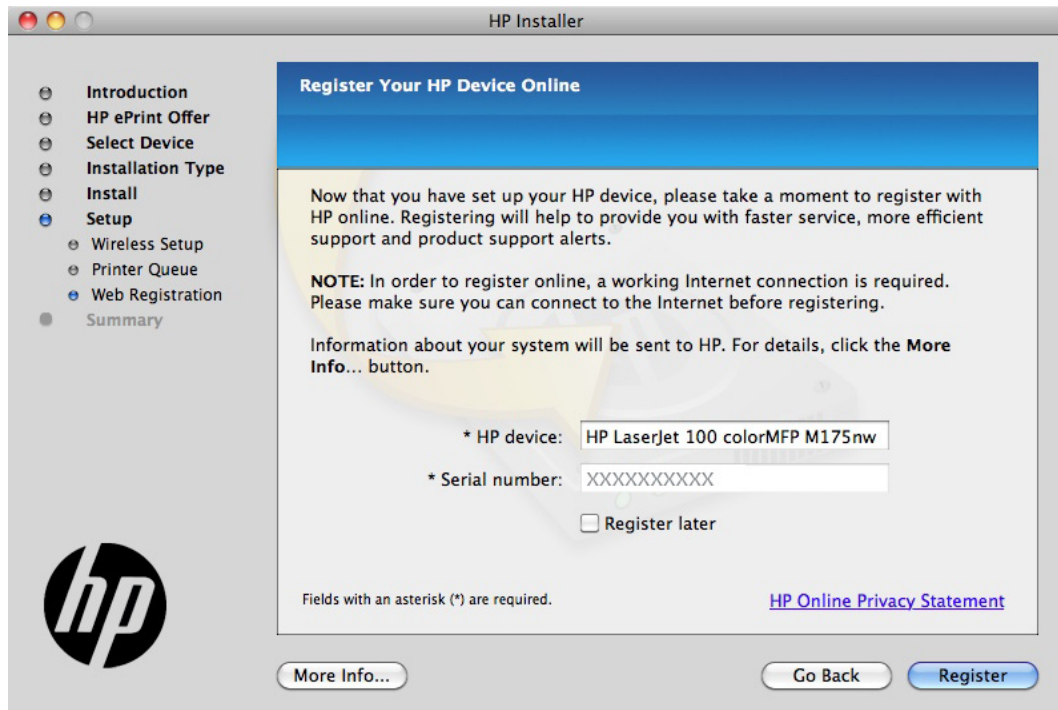 HP Installer
Introduction
HP ePrint Offer
Select Device
Installation Type
Install
Setup
Wireless Setup
Printer Queue
Web Registration
Summary
Register Your HP Device Online
Now that you have set up your HP device, please take a moment to register with
HP online. Registering will help to provide you with faster service, more efficient
support and product support alerts.
NOTE: In order to register online, a working Internet connection is required.
Please make sure you can connect to the Internet before registering.
Information about your system will be sent to HP. For details, click the More
Info... button.
* HP device: HP LaserJet 100 colorMFP M175nw
* Serial number: XXXXXXXXXX
Register later
Fields with an asterisk (*) are required.
HP Online Privacy Statement
hp
More Info...
Go Back
Register